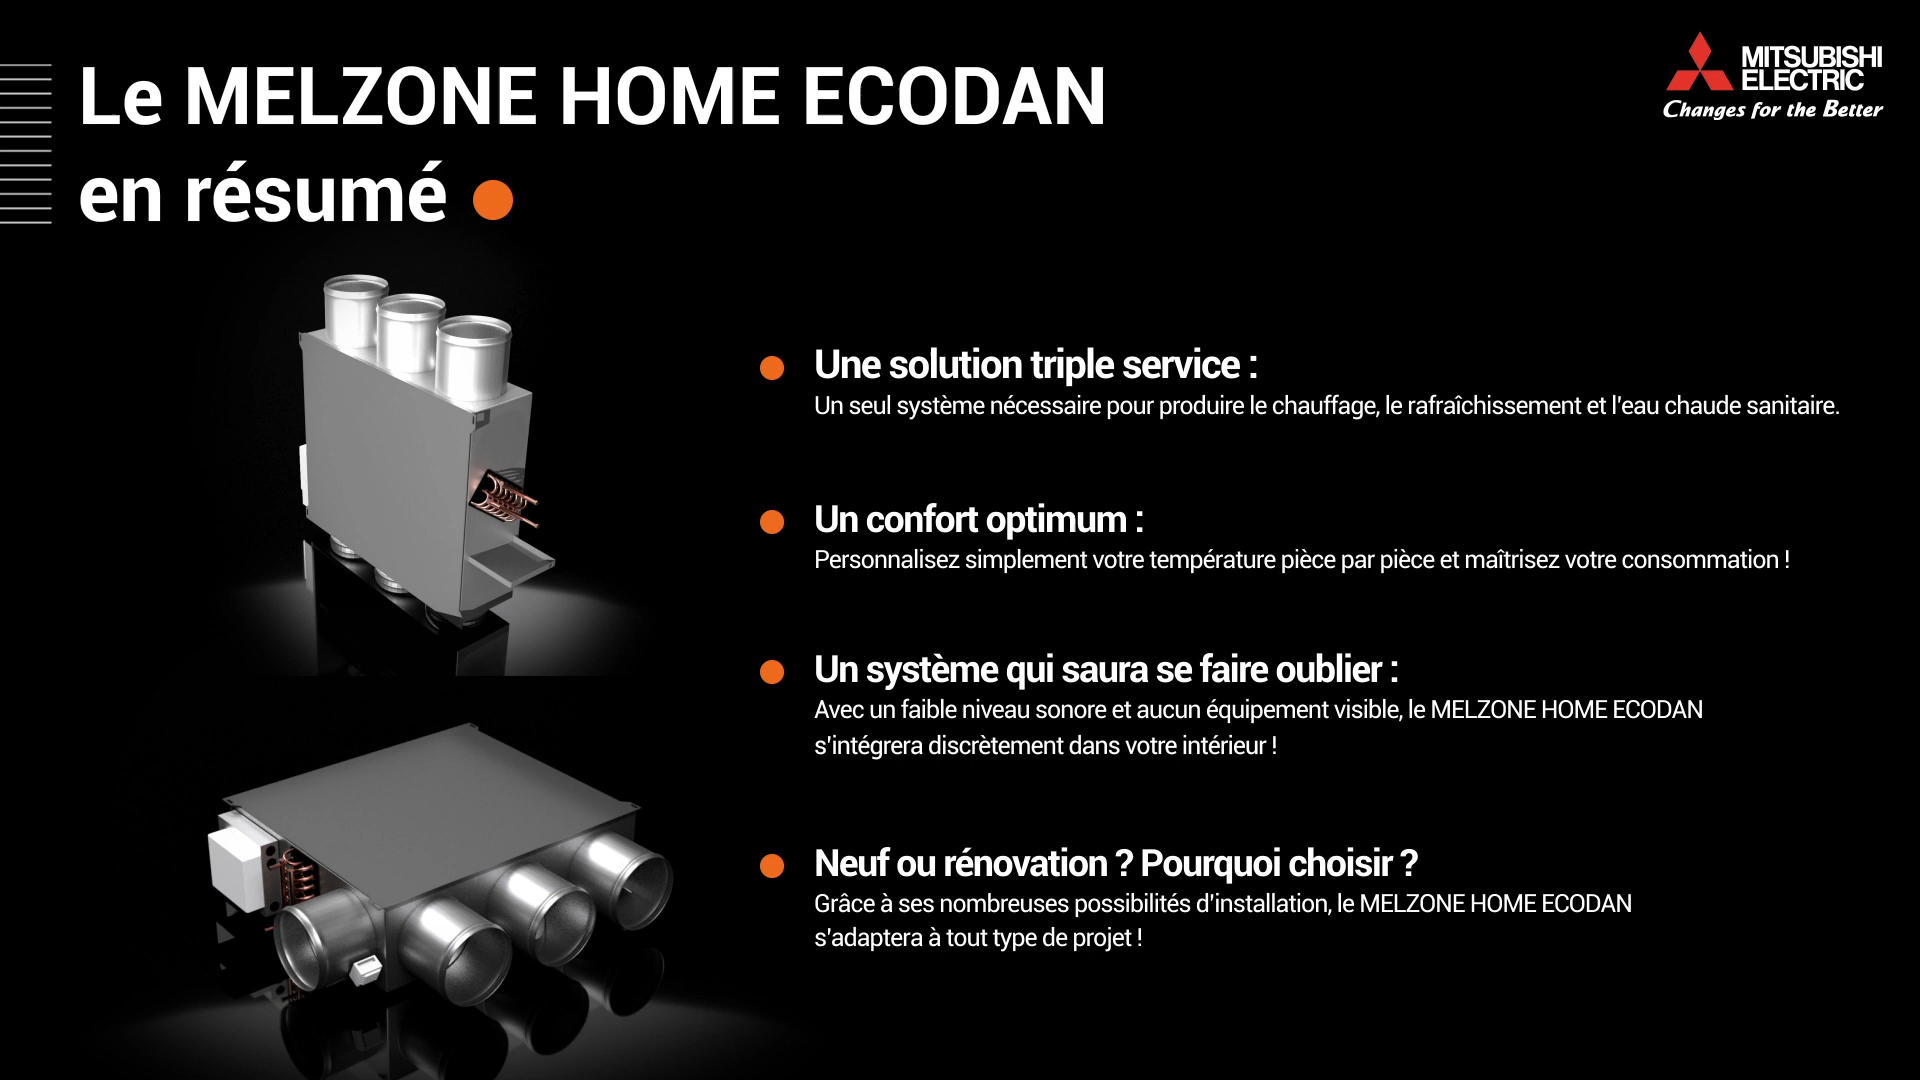 Le MELZONE HOME ECODAN
en résumé
MITSUBISHI
ELECTRIC
Changes for the Better
Une solution triple service :
Un seul système nécessaire pour produire le chauffage, le rafraîchissement et l'eau chaude sanitaire.
Un confort optimum :
Personnalisez simplement votre température pièce par pièce et maîtrisez votre consommation !
Un système qui saura se faire oublier :
Avec un faible niveau sonore et aucun équipement visible, le MELZONE HOME ECODAN
s'intégrera discrètement dans votre intérieur !
Neuf ou rénovation ? Pourquoi choisir ?
Grâce à ses nombreuses possibilités d'installation, le MELZONE HOME ECODAN
s'adaptera à tout type de projet !